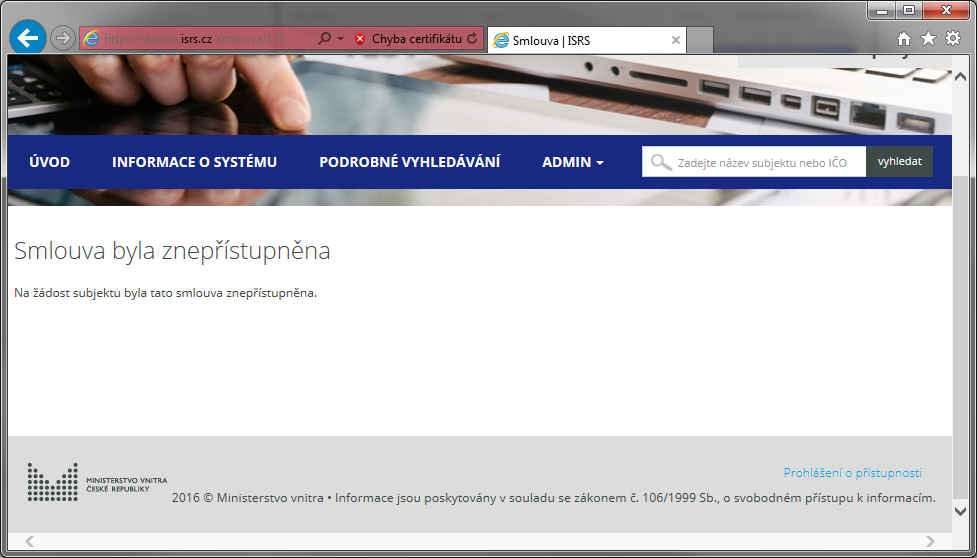 https://admin.isrs.cz/smlouva/135
Chyba certifikátu
Smlouva | ISRS
ÚVOD
INFORMACE O SYSTÉMU
PODROBNÉ VYHLEDÁVÁNÍ
ADMIN
Zadejte název subjektu nebo IČO
vyhledat
Smlouva byla znepřístupněna
Na žádost subjektu byla tato smlouva znepřístupněna.
MINISTERSTVO VNITRA
ČESKÉ REPUBLIKY
Prohlášení o přístupnosti
2016 © Ministerstvo vnitra • Informace jsou poskytovány v souladu se zákonem č. 106/1999 Sb., o svobodném přístupu k informacím.